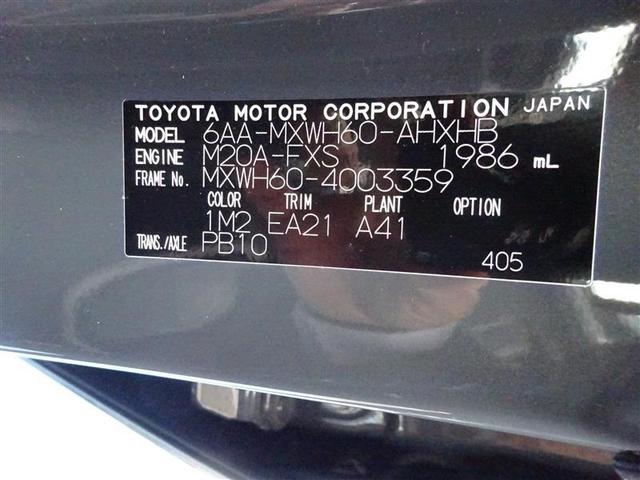 TOYOTA MOTOR CORPORATION JAPAN
MODEL 6AA-MXWH60-AHXHB
ENGINE M20A-FXS 1986 mL
FRAME No. MXWH60-4003359
COLOR TRIM PLANT OPTION
1M2 EA21 A41
TRANS./AXLE PB10
405